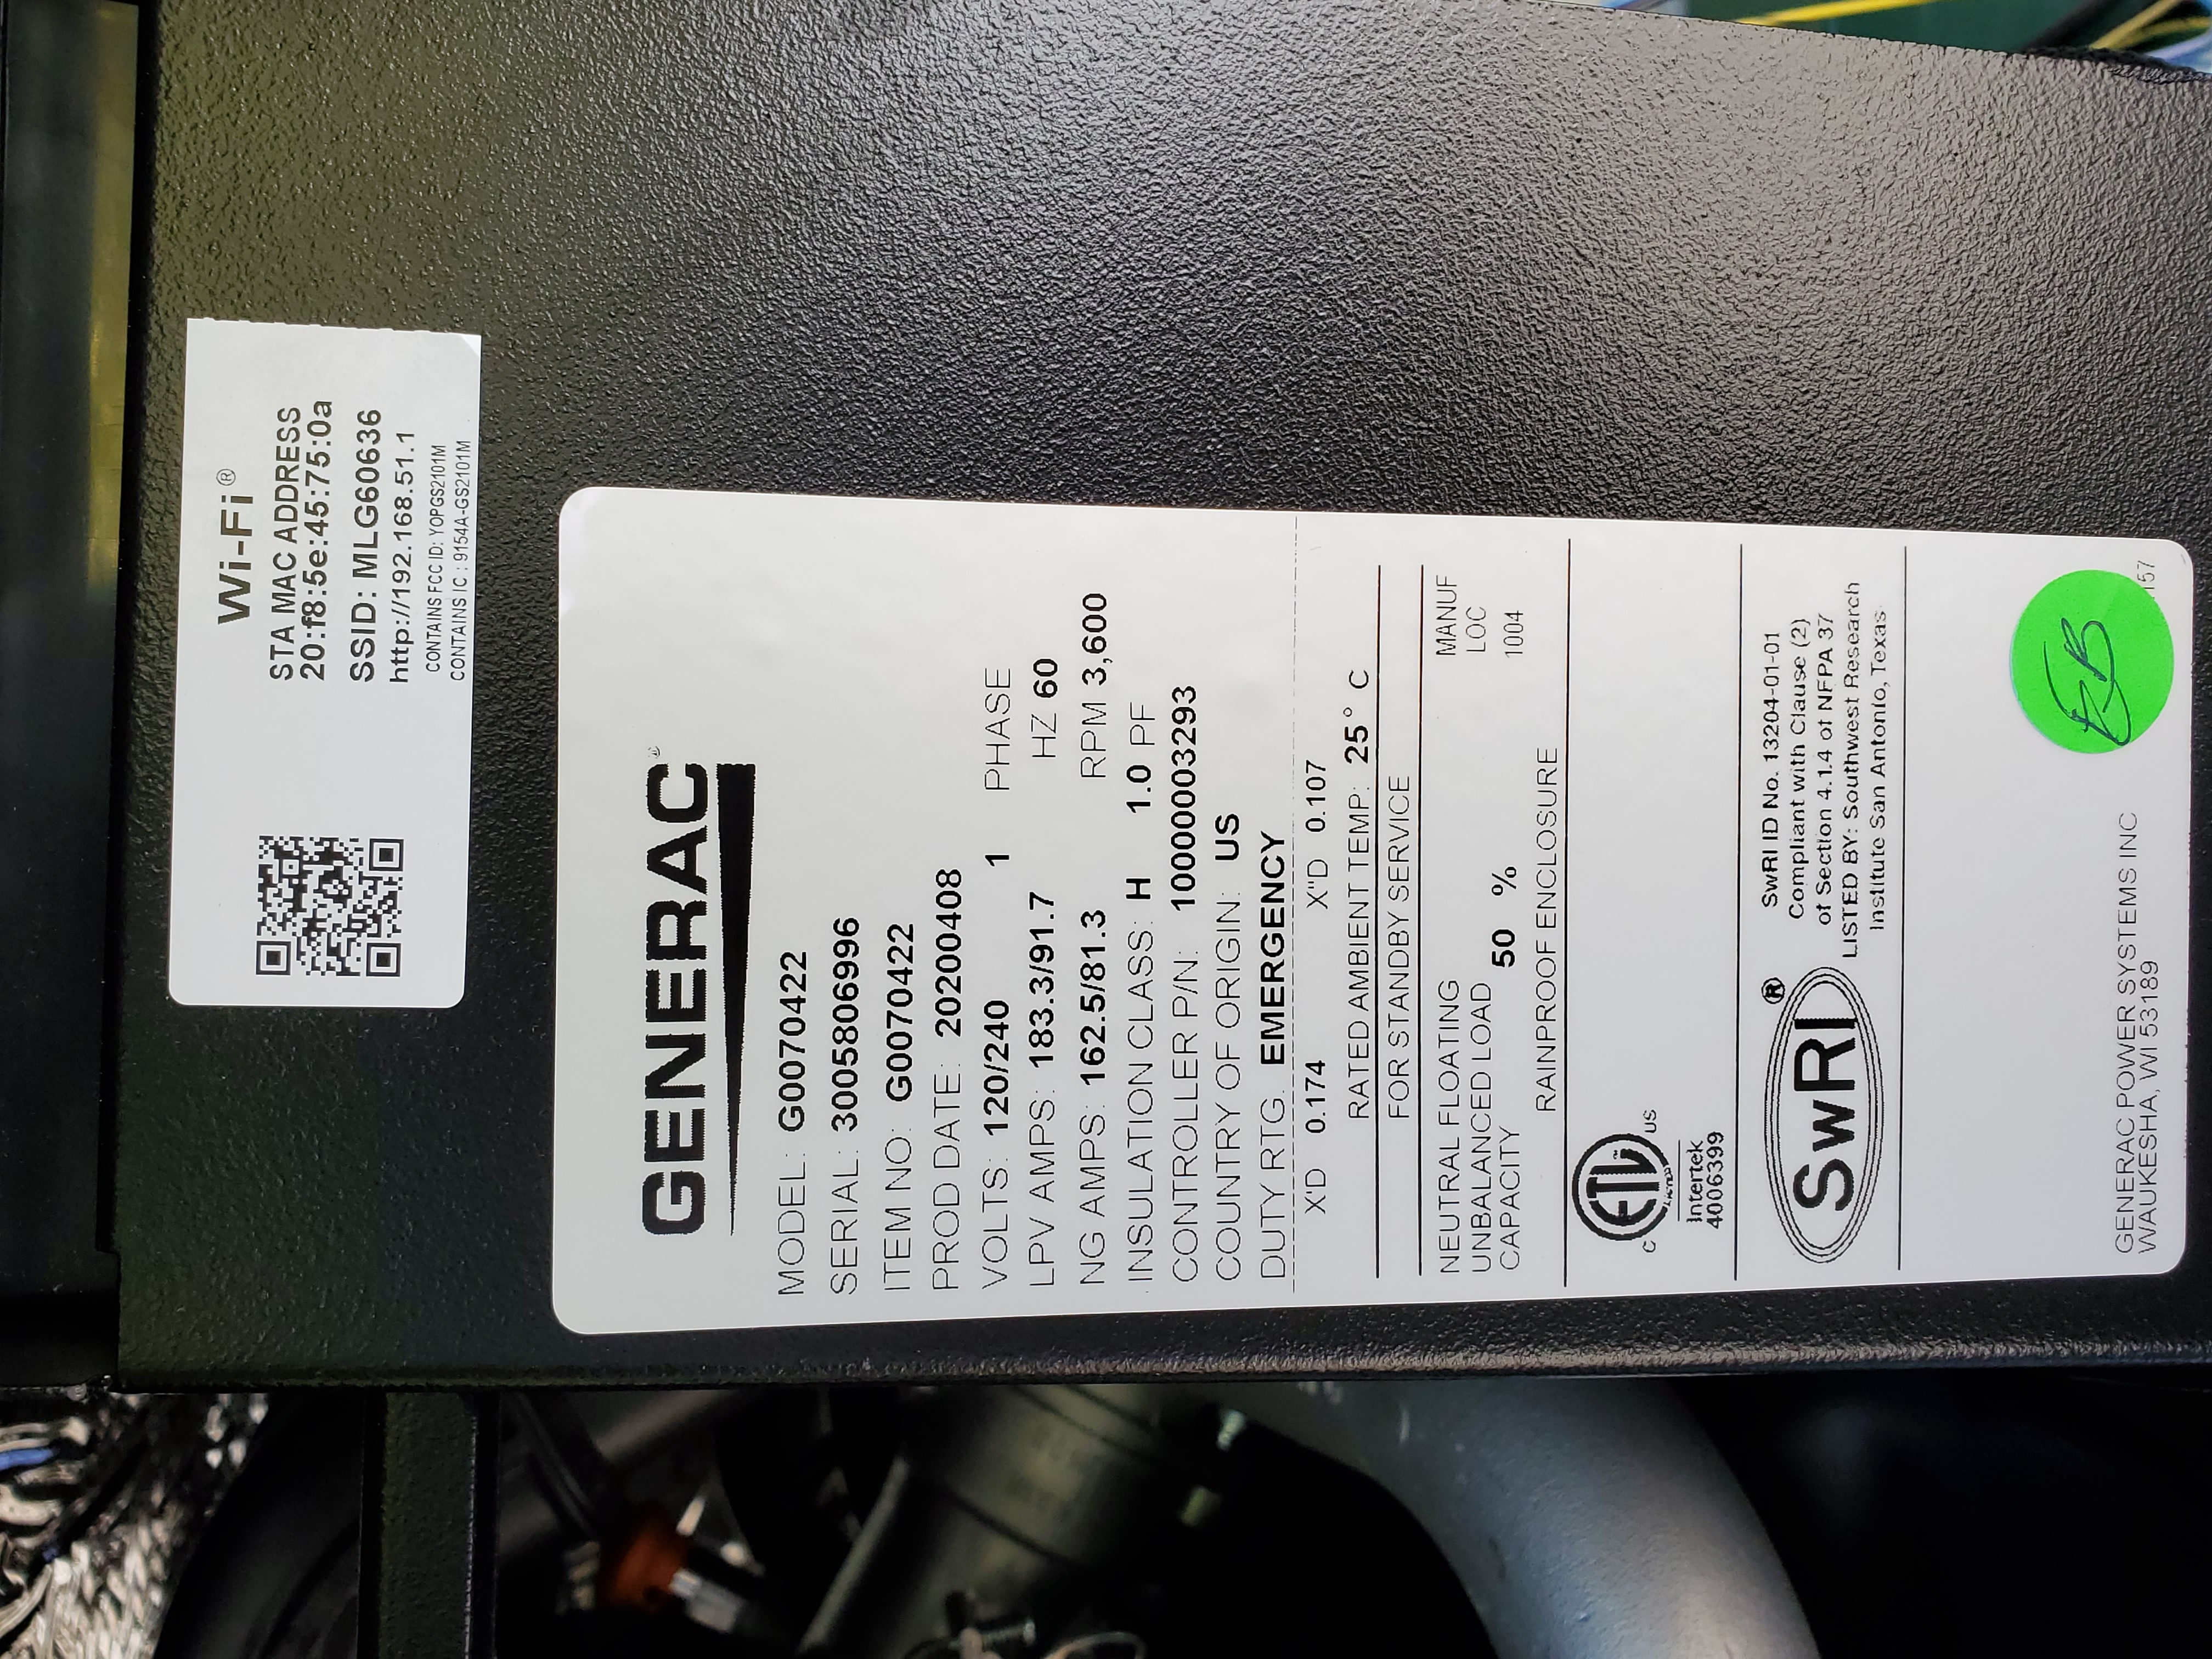 Wi-Fi®
STA MAC ADDRESS
20:f8:5e:45:75:0a
SSID: MLG60636
http://192.168.51.1
CONTAINS FCC ID: YOPGS2101M
CONTAINS IC : 9154A-GS2101M
GENERAC®
MODEL: G0070422
SERIAL: 3005806996
ITEM NO: G0070422
PROD DATE: 20200408
VOLTS: 120/240 1 PHASE
LPV AMPS: 183.3/91.7 HZ 60
NG AMPS: 162.5/81.3 RPM 3,600
INSULATION CLASS: H 1.0 PF
CONTROLLER P/N: 10000003293
COUNTRY OF ORIGIN: US
DUTY RTG. EMERGENCY
X'D 0.174 X"D 0.107
RATED AMBIENT TEMP: 25° C
FOR STANDBY SERVICE
NEUTRAL FLOATING
UNBALANCED LOAD
CAPACITY 50 %
MANUF
LOC
1004
RAINPROOF ENCLOSURE
C ETL US
LISTED
Intertek
4006399
SwRI®
SwRI ID No. 13204-01-01
Compliant with Clause (2)
of Section 4.1.4 of NFPA 37
LISTED BY: Southwest Research
Institute San Antonio, Texas
EB
GENERAC POWER SYSTEMS INC
WAUKESHA, WI 53189